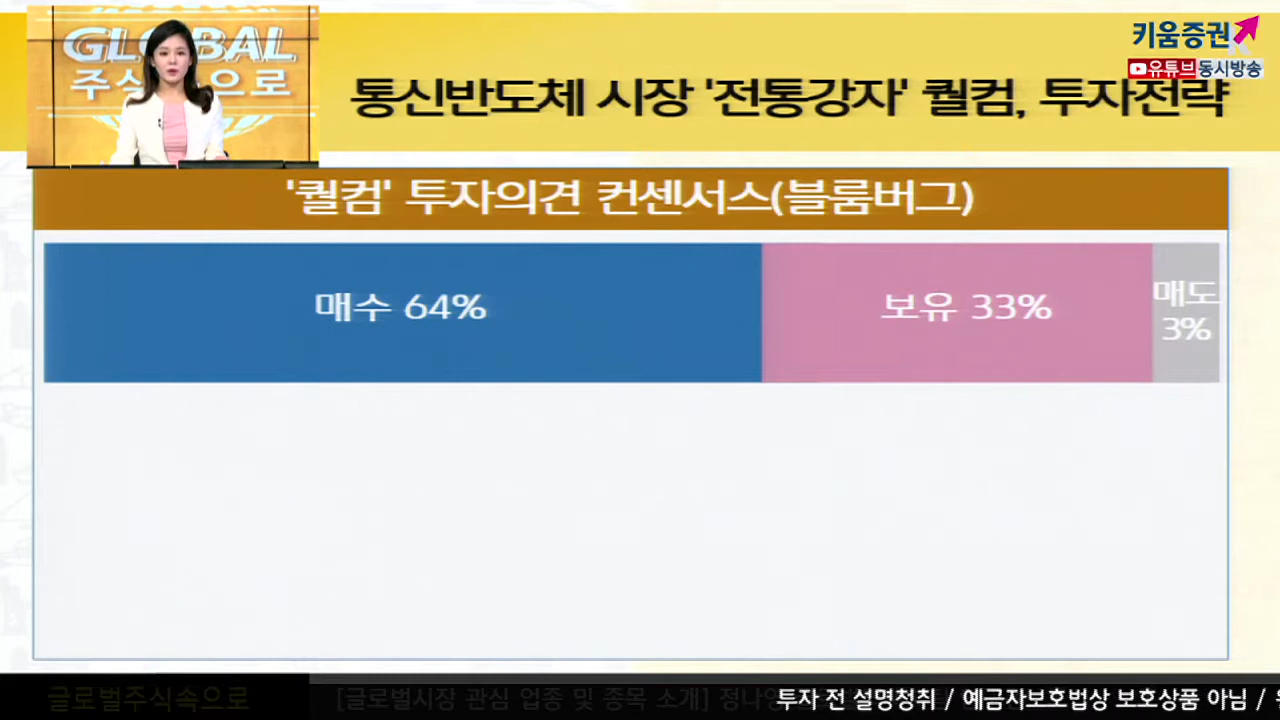 GLOBAL
주식속으로
키움증권
유튜브 동시방송
통신반도체 시장 '전통강자' 퀄컴, 투자전략
'퀄컴' 투자의견 컨센서스(블룸버그)
매수 64%
보유 33%
매도
3%
글로벌주식속으로
[글로벌시장 관심 업종 및 종목 소개]
투자 전 설명청취 / 예금자보호법상 보호상품 아님 /